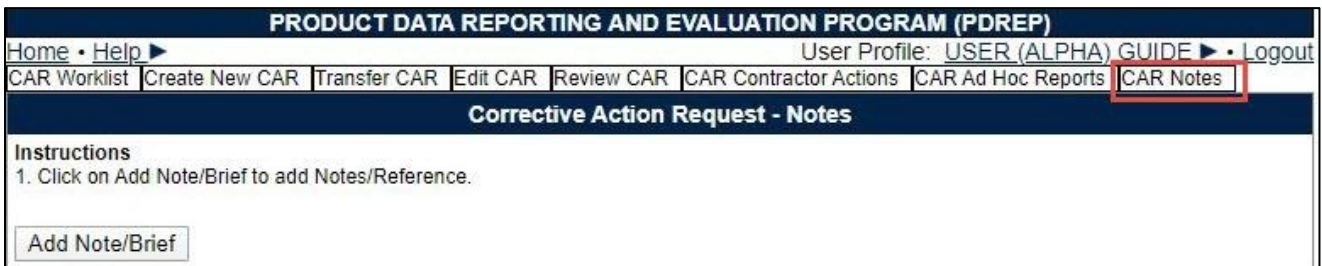 PRODUCT DATA REPORTING AND EVALUATION PROGRAM (PDREP)
Home • Help ▶ User Profile: USER (ALPHA) GUIDE ▶ • Logout
CAR Worklist Create New CAR Transfer CAR Edit CAR Review CAR CAR Contractor Actions CAR Ad Hoc Reports CAR Notes
Corrective Action Request - Notes
Instructions
1. Click on Add Note/Brief to add Notes/Reference.
Add Note/Brief